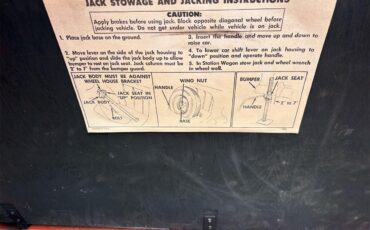 JACK STOWAGE AND JACKING INSTRUCTIONS
CAUTION:
Apply brakes before using jack. Block opposite diagonal wheel before
jacking vehicle. Do not get under vehicle while vehicle is on jack.
1. Place jack base on the ground.
2. Move lever on the side of the jack housing to
"up" position and slide the jack body up to allow
bumper to rest on jack seat. Jack column must be
2" to 7" from the bumper guard.
3. Insert the handle and move up and down to
raise car.
4. To lower car shift lever on jack housing to
"down" position and operate handle.
5. In Station Wagon stow jack and wheel wrench
in wheel well.
JACK BODY MUST BE AGAINST
WHEEL HOUSE BRACKET
JACK SEAT IN
"UP" POSITION
JACK BODY
BOLT
WING NUT
HANDLE
BASE
BUMPER
JACK SEAT
2" to 7"
HANDLE